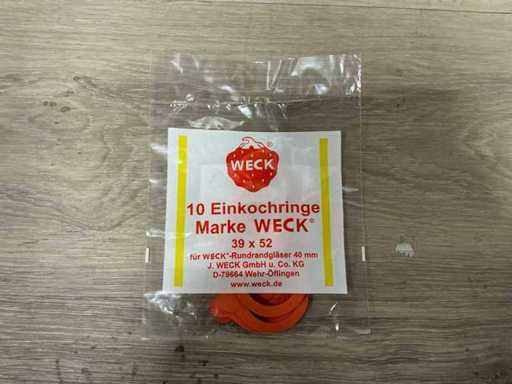 WECK ®
10 Einkochringe
Marke WECK®
39 x 52
für WECK®-Rundrandgläser 40 mm
J. WECK GmbH u. Co. KG
D-79664 Wehr-Öflingen
www.weck.de